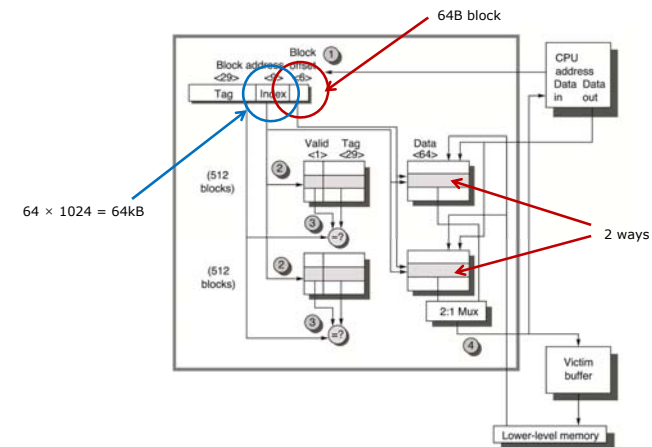 64B block
Block
Block address offset
<29> <9> <6>
Tag Index
1
CPU
address
Data Data
in out
Valid Tag
<1> <29>
Data
<64>
(512
blocks)
2
64 × 1024 = 64kB
3
=?
2 ways
(512
blocks)
2
3
=?
2:1 Mux
4
Victim
buffer
Lower-level memory